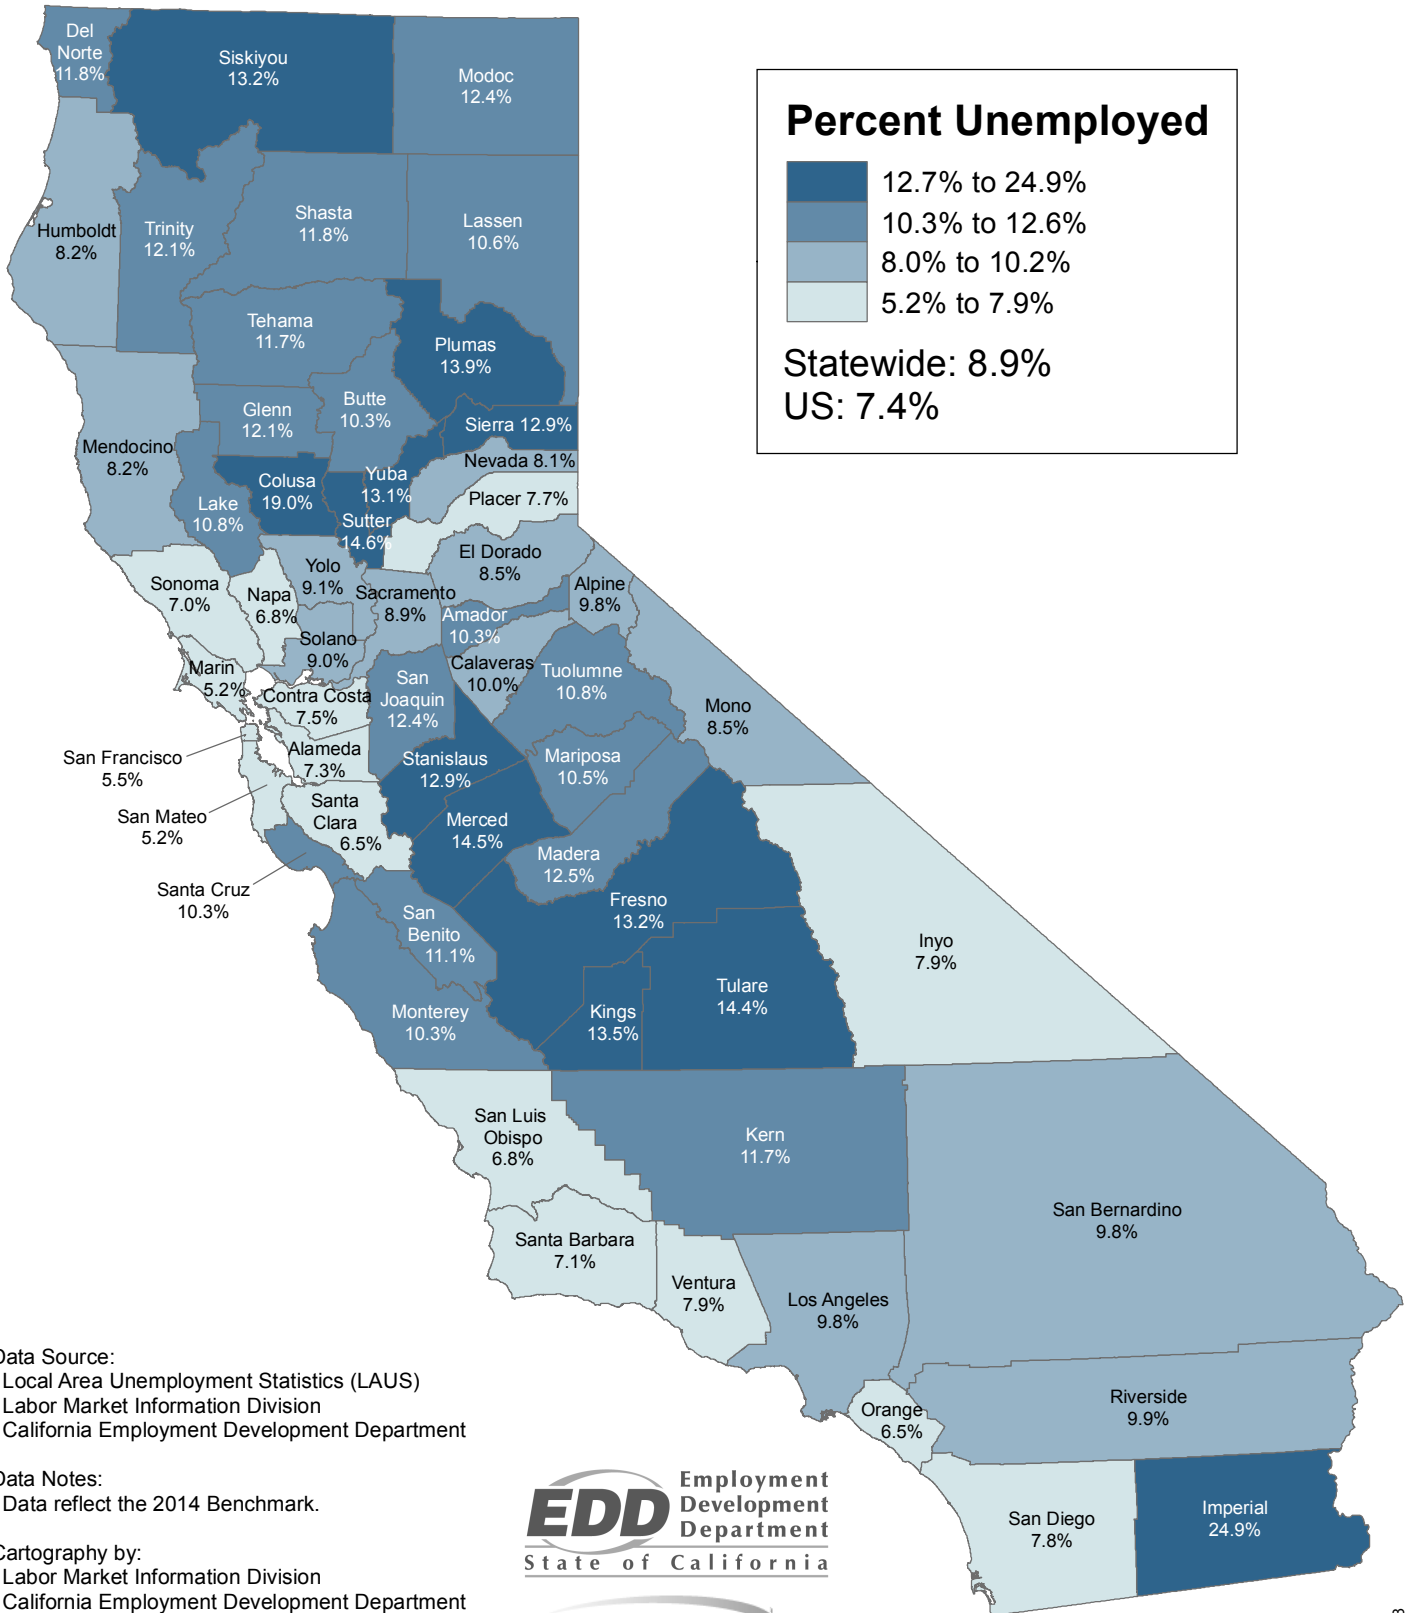 Del
Norte
11.8%
Siskiyou
13.2%
Modoc
12.4%
Percent Unemployed
12.7% to 24.9%
10.3% to 12.6%
8.0% to 10.2%
5.2% to 7.9%
Statewide: 8.9%
US: 7.4%
Humboldt
8.2%
Trinity
12.1%
Shasta
11.8%
Lassen
10.6%
Tehama
11.7%
Plumas
13.9%
Glenn
12.1%
Butte
10.3%
Sierra 12.9%
Mendocino
8.2%
Nevada 8.1%
Lake
10.8%
Colusa
19.0%
Yuba
13.1%
Placer 7.7%
Sutter
14.6%
El Dorado
8.5%
Sonoma
7.0%
Napa
6.8%
Yolo
9.1%
Sacramento
8.9%
Alpine
9.8%
Amador
10.3%
Solano
9.0%
Calaveras
10.0%
Tuolumne
10.8%
Marin
5.2%
Contra Costa
7.5%
San
Joaquin
12.4%
Mono
8.5%
San Francisco
5.5%
Alameda
7.3%
Stanislaus
12.9%
Mariposa
10.5%
San Mateo
5.2%
Santa
Clara
6.5%
Merced
14.5%
Madera
12.5%
Santa Cruz
10.3%
San
Benito
11.1%
Fresno
13.2%
Inyo
7.9%
Monterey
10.3%
Kings
13.5%
Tulare
14.4%
San Luis
Obispo
6.8%
Kern
11.7%
San Bernardino
9.8%
Santa Barbara
7.1%
Ventura
7.9%
Los Angeles
9.8%
Orange
6.5%
Riverside
9.9%
San Diego
7.8%
Imperial
24.9%
Data Source:
Local Area Unemployment Statistics (LAUS)
Labor Market Information Division
California Employment Development Department
Data Notes:
Data reflect the 2014 Benchmark.
Cartography by:
Labor Market Information Division
California Employment Development Department
EDD
Employment
Development
Department
State of California